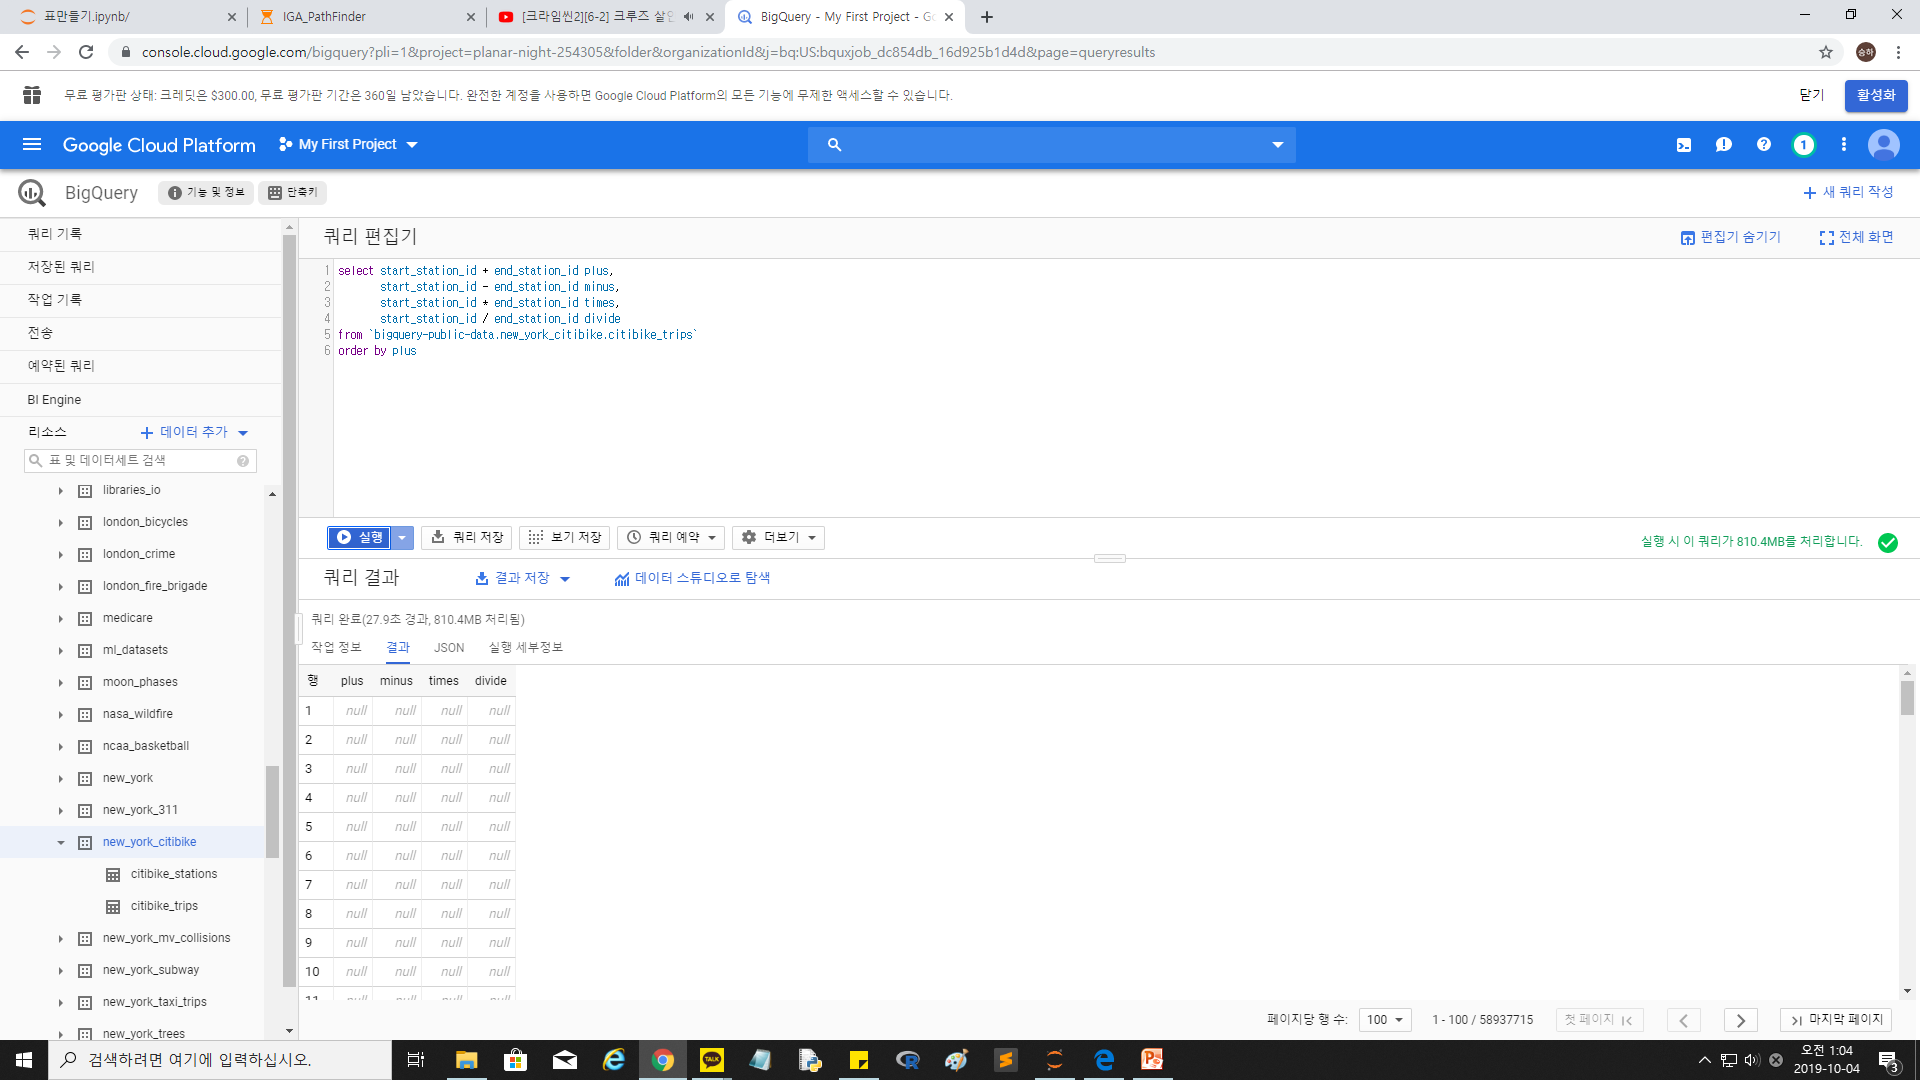 표만들기.ipynb/
IGA_PathFinder
[크라임씬2][6-2] 크루즈 살인
BigQuery - My First Project - Go
console.cloud.google.com/bigquery?pli=1&project=planar-night-254305&folder&organizationId&j=bq:US:bquxjob_dc854db_16d925b1d4d&page=queryresults
승하
무료 평가판 상태: 크레딧은 $300.00, 무료 평가판 기간은 360일 남았습니다. 완전한 계정을 사용하면 Google Cloud Platform의 모든 기능에 무제한 액세스할 수 있습니다.
닫기
활성화
Google Cloud Platform
My First Project
1
BigQuery
기능 및 정보
단축키
새 쿼리 작성
쿼리 기록
저장된 쿼리
작업 기록
전송
예약된 쿼리
BI Engine
리소스
데이터 추가
표 및 데이터세트 검색
libraries_io
london_bicycles
london_crime
london_fire_brigade
medicare
ml_datasets
moon_phases
nasa_wildfire
ncaa_basketball
new_york
new_york_311
new_york_citibike
citibike_stations
citibike_trips
new_york_mv_collisions
new_york_subway
new_york_taxi_trips
new_york_trees
쿼리 편집기
편집기 숨기기
전체 화면
1 select start_station_id + end_station_id plus,
2 start_station_id - end_station_id minus,
3 start_station_id * end_station_id times,
4 start_station_id / end_station_id divide
5 from `bigquery-public-data.new_york_citibike.citibike_trips`
6 order by plus
실행
쿼리 저장
보기 저장
쿼리 예약
더보기
실행 시 이 쿼리가 810.4MB를 처리합니다.
쿼리 결과
결과 저장
데이터 스튜디오로 탐색
쿼리 완료(27.9초 경과, 810.4MB 처리됨)
작업 정보 결과 JSON 실행 세부정보
행 plus minus times divide
1 null null null null
2 null null null null
3 null null null null
4 null null null null
5 null null null null
6 null null null null
7 null null null null
8 null null null null
9 null null null null
10 null null null null
11 null null null null
페이지당 행 수: 100 1 - 100 / 58937715 첫 페이지 마지막 페이지
검색하려면 여기에 입력하십시오.
TALK
오전 1:04
2019-10-04
3